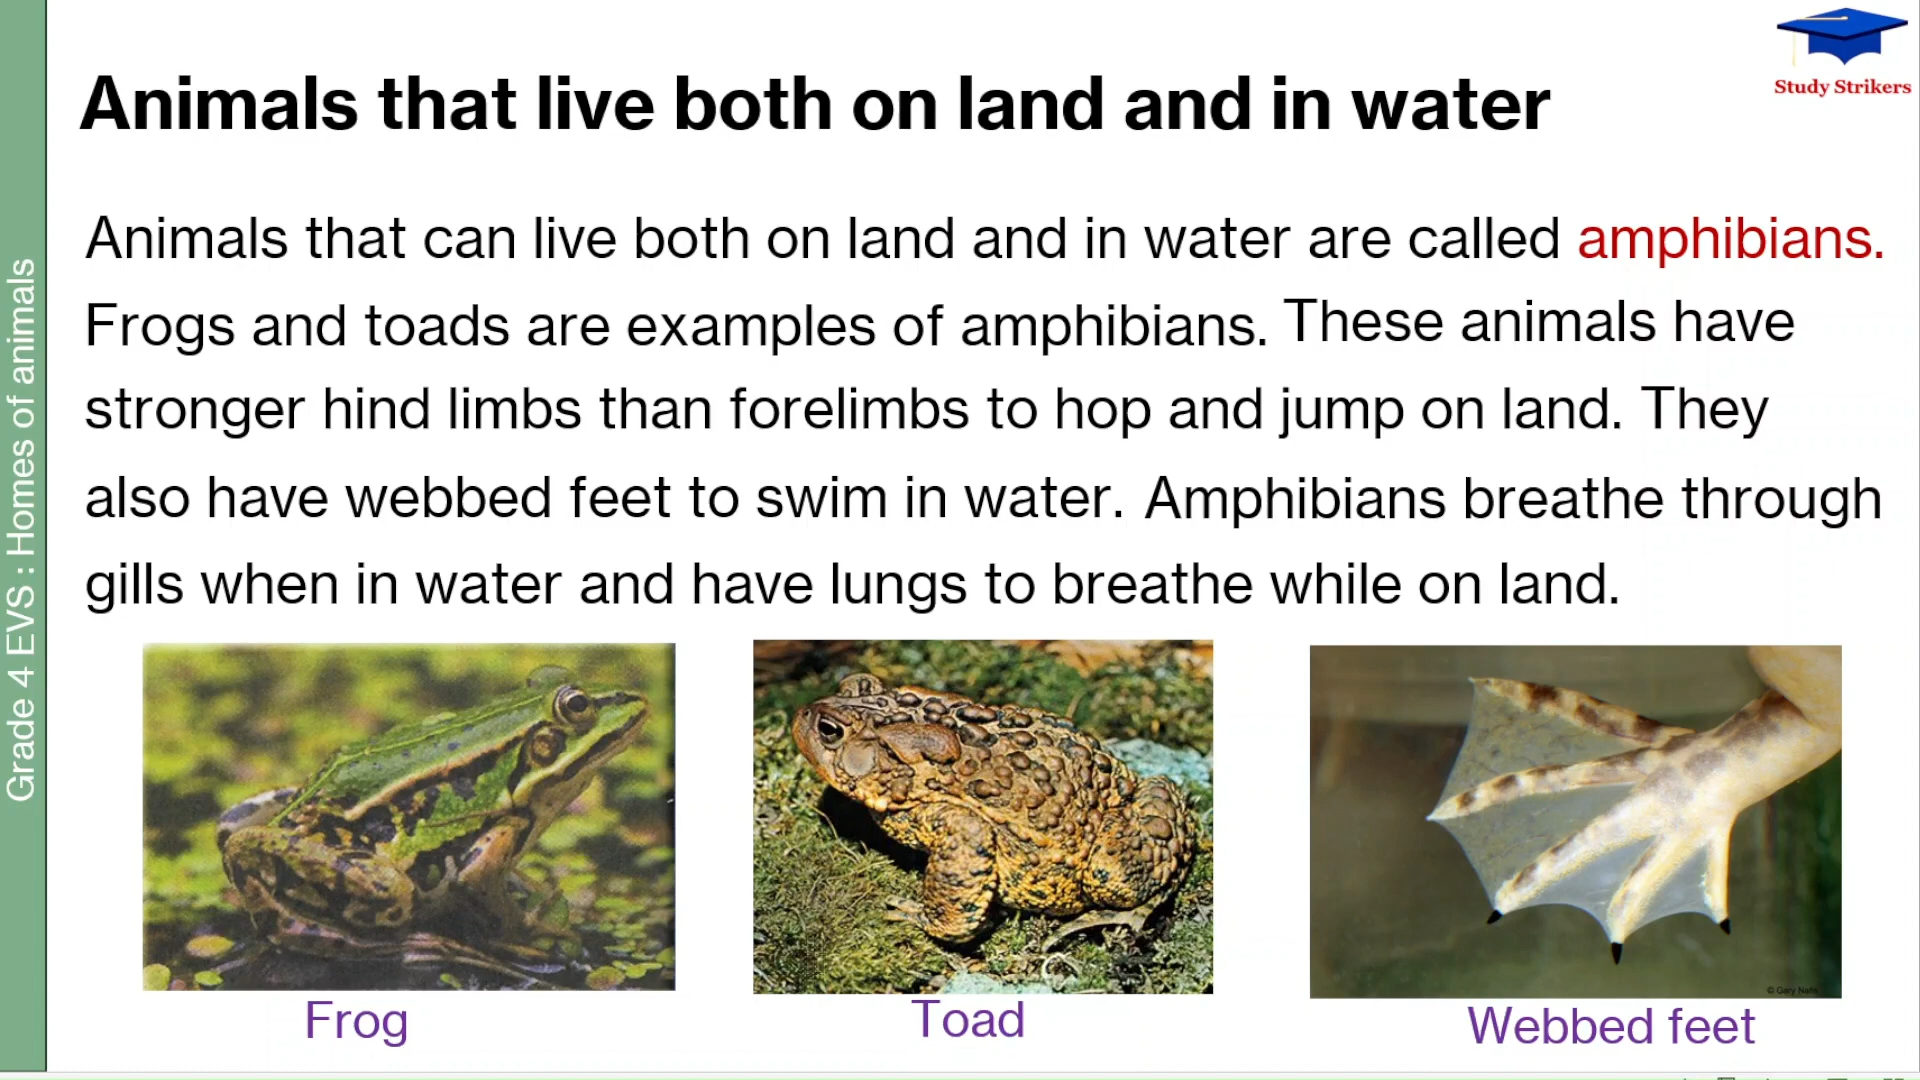 Study Strikers
Animals that live both on land and in water
Animals that can live both on land and in water are called amphibians.
Frogs and toads are examples of amphibians. These animals have
stronger hind limbs than forelimbs to hop and jump on land. They
also have webbed feet to swim in water. Amphibians breathe through
gills when in water and have lungs to breathe while on land.
Grade 4 EVS : Homes of animals
Frog
Toad
Webbed feet